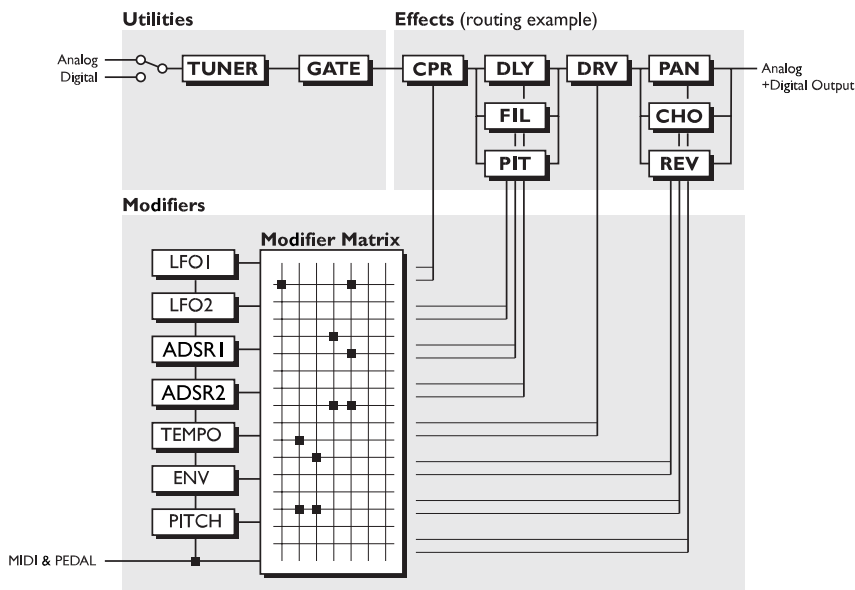 Utilities
Effects (routing example)
Analog
Digital
TUNER
GATE
CPR
DLY
DRV
PAN
Analog
+Digital Output
FIL
CHO
PIT
REV
Modifiers
Modifier Matrix
LFO1
LFO2
ADSR1
ADSR2
TEMPO
ENV
PITCH
MIDI & PEDAL